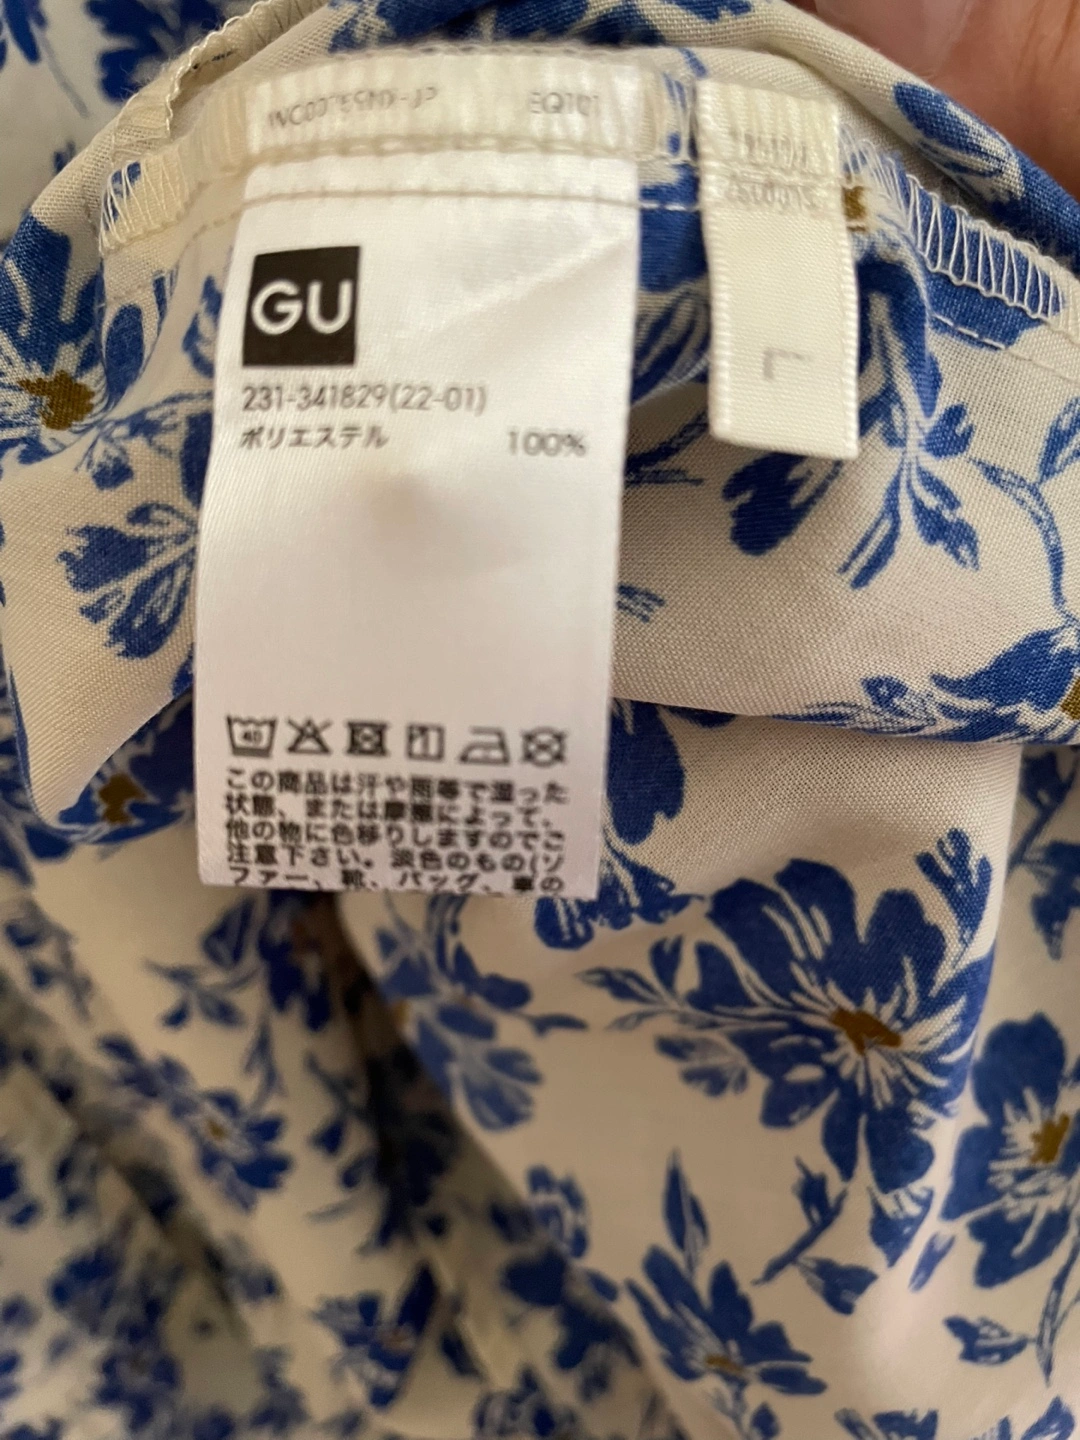 EQ101
GU
231-341829(22-01)
ポリエステル 100%
L
40
この商品は汗や雨等で湿った
状態、または摩擦によって、
他の物に色移りしますのでご
注意下さい。淡色のもの(ソ
ファー、靴、バッグ、車の